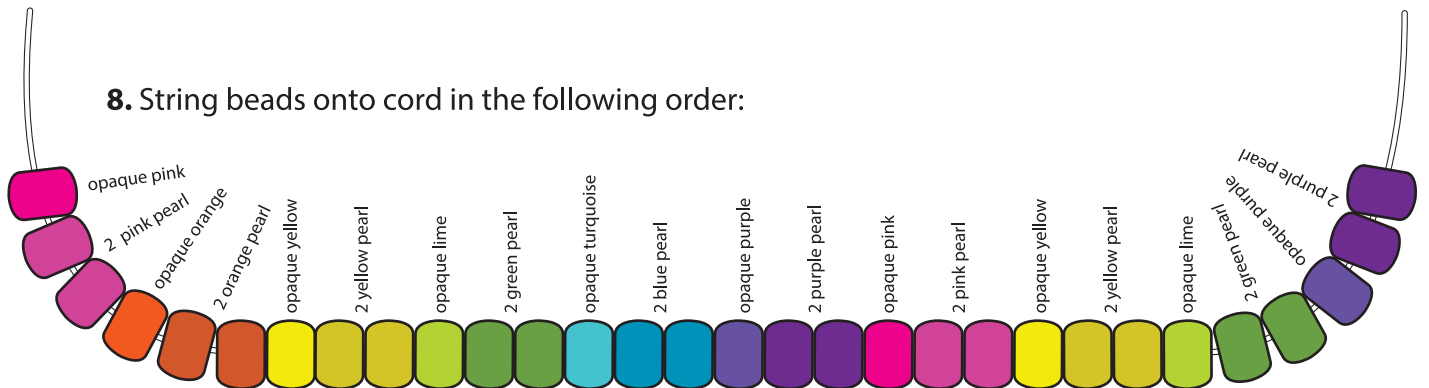 8. String beads onto cord in the following order:
opaque pink
2 pink pearl
opaque orange
2 orange pearl
opaque yellow
2 yellow pearl
opaque lime
2 green pearl
opaque turquoise
2 blue pearl
opaque purple
2 purple pearl
opaque pink
2 pink pearl
opaque yellow
2 yellow pearl
opaque lime
2 green pearl
opaque purple
2 purple pearl